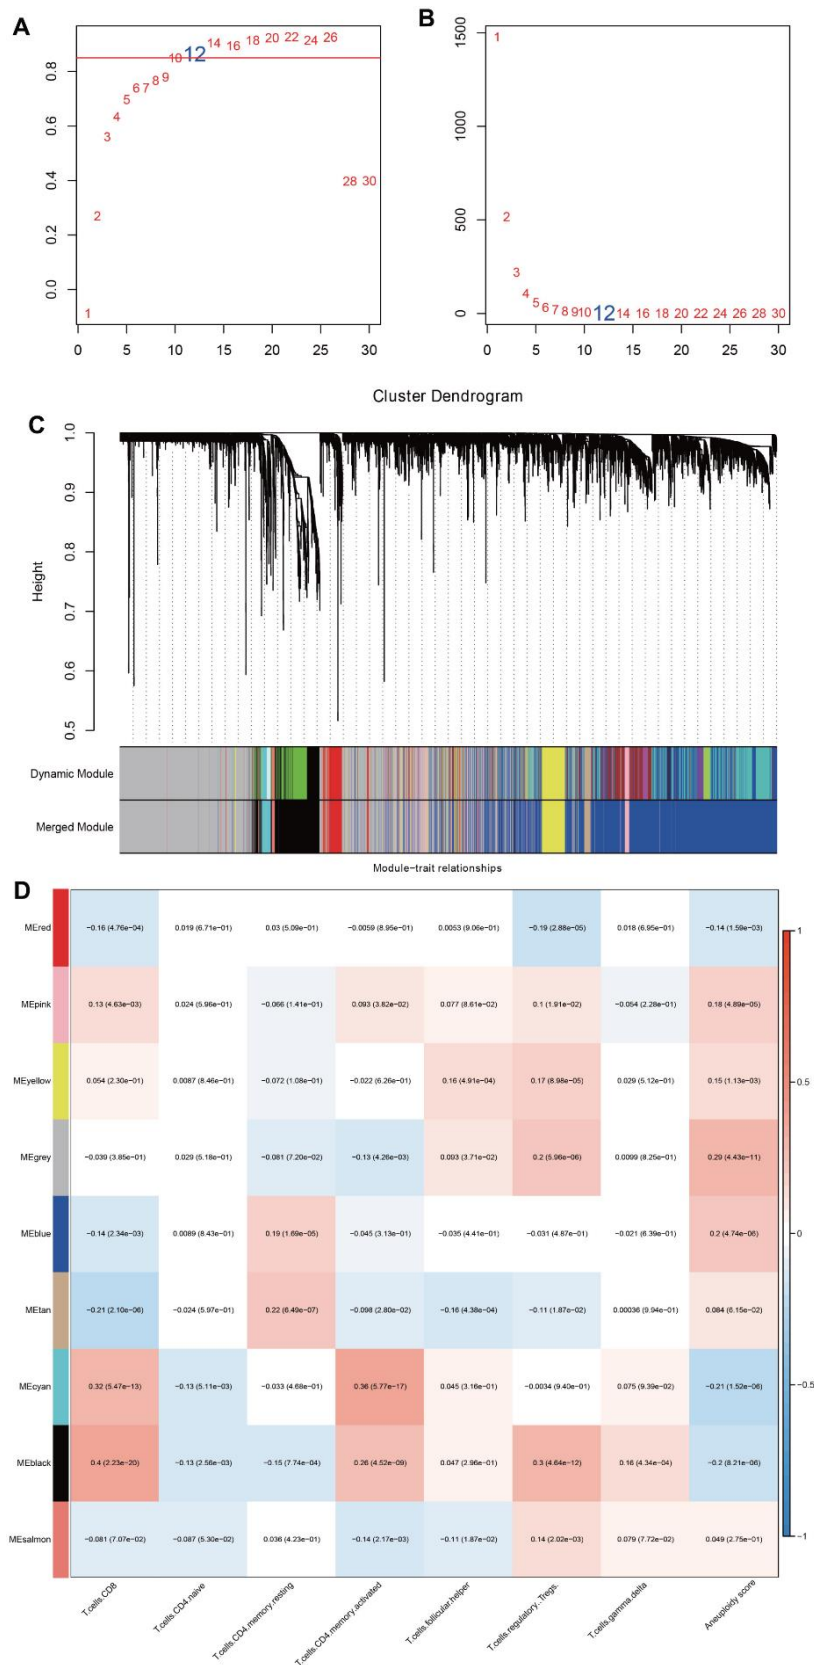 A
0.8
0.6
0.4
0.2
0.0
1 2 3 4 5 6 7 8 9 10 12 14 16 18 20 22 24 26 28 30
0 5 10 15 20 25 30
B
1500
1000
500
0
1 2 3 4 5 6 7 8 9 10 12 14 16 18 20 22 24 26 28 30
0 5 10 15 20 25 30
Cluster Dendrogram
C
Height
1.0
0.9
0.8
0.7
0.6
0.5
Dynamic Module
Merged Module
Module−trait relationships
D
MEred −0.16 (4.76e−04) 0.019 (6.71e−01) 0.03 (5.09e−01) −0.0059 (8.95e−01) 0.0053 (9.06e−01) −0.19 (2.88e−05) 0.018 (6.95e−01) −0.14 (1.59e−03)
MEpink 0.13 (4.63e−03) 0.024 (5.96e−01) −0.066 (1.41e−01) 0.093 (3.82e−02) 0.077 (8.61e−02) 0.1 (1.91e−02) −0.054 (2.28e−01) 0.18 (4.89e−05)
MEyellow 0.054 (2.30e−01) 0.0087 (8.46e−01) −0.072 (1.08e−01) −0.022 (6.26e−01) 0.16 (4.91e−04) 0.17 (8.98e−05) 0.029 (5.12e−01) 0.15 (1.13e−03)
MEgrey −0.039 (3.85e−01) 0.029 (5.18e−01) −0.081 (7.20e−02) −0.13 (4.26e−03) 0.093 (3.71e−02) 0.2 (5.96e−06) 0.0099 (8.25e−01) 0.29 (4.43e−11)
MEblue −0.14 (2.34e−03) 0.0089 (8.43e−01) 0.19 (1.69e−05) −0.045 (3.13e−01) −0.035 (4.41e−01) −0.031 (4.87e−01) −0.021 (6.39e−01) 0.2 (4.74e−06)
MEtan −0.21 (2.10e−06) −0.024 (5.97e−01) 0.22 (6.49e−07) −0.098 (2.80e−02) −0.16 (4.38e−04) −0.11 (1.87e−02) 0.00036 (9.94e−01) 0.084 (6.15e−02)
MEcyan 0.32 (5.47e−13) −0.13 (5.11e−03) −0.033 (4.68e−01) 0.36 (5.77e−17) 0.045 (3.16e−01) −0.0034 (9.40e−01) 0.075 (9.39e−02) −0.21 (1.52e−06)
MEblack 0.4 (2.23e−20) −0.13 (2.56e−03) −0.15 (7.74e−04) 0.26 (4.52e−09) 0.047 (2.96e−01) 0.3 (4.64e−12) 0.16 (4.34e−04) −0.2 (8.21e−06)
MEsalmon −0.081 (7.07e−02) −0.087 (5.30e−02) 0.036 (4.23e−01) −0.14 (2.17e−03) −0.11 (1.87e−02) 0.14 (2.02e−03) 0.079 (7.72e−02) 0.049 (2.75e−01)
T.cells.CD8
T.cells.CD4.naive
T.cells.CD4.memory.resting
T.cells.CD4.memory.activated
T.cells.follicular.helper
T.cells.regulatory..Tregs.
T.cells.gamma.delta
Aneuploidy score
1
0.5
0
−0.5
−1